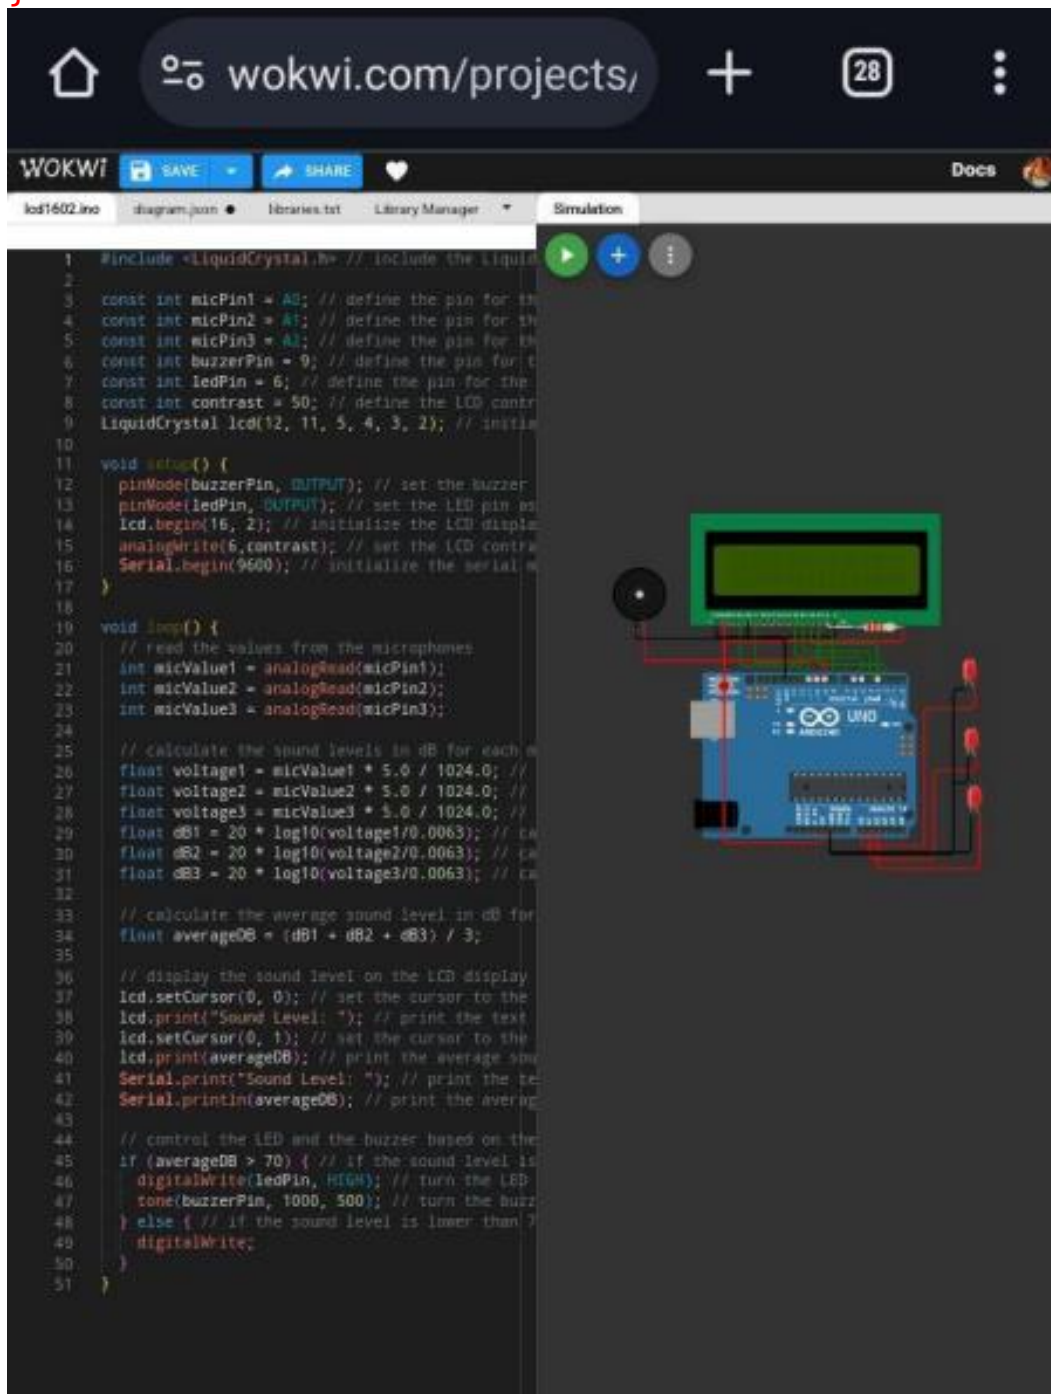 wokwi.com/projects/
28
WOKWi SAVE SHARE Docs
lcd1602.ino diagram.json ● libraries.txt Library Manager Simulation
1 #include <LiquidCrystal.h> // include the Liquid
2
3 const int micPin1 = A0; // define the pin for th
4 const int micPin2 = A1; // define the pin for th
5 const int micPin3 = A2; // define the pin for th
6 const int buzzerPin = 9; // define the pin for t
7 const int ledPin = 6; // define the pin for the
8 const int contrast = 50; // define the LCD contr
9 LiquidCrystal lcd(12, 11, 5, 4, 3, 2); // initia
10
11 void setup() {
12 pinMode(buzzerPin, OUTPUT); // set the buzzer
13 pinMode(ledPin, OUTPUT); // set the LED pin as
14 lcd.begin(16, 2); // initialize the LCD displa
15 analogWrite(6,contrast); // set the LCD contra
16 Serial.begin(9600); // initialize the serial m
17 }
18
19 void loop() {
20 // read the values from the microphones
21 int micValue1 = analogRead(micPin1);
22 int micValue2 = analogRead(micPin2);
23 int micValue3 = analogRead(micPin3);
24
25 // calculate the sound levels in dB for each m
26 float voltage1 = micValue1 * 5.0 / 1024.0; //
27 float voltage2 = micValue2 * 5.0 / 1024.0; //
28 float voltage3 = micValue3 * 5.0 / 1024.0; //
29 float dB1 = 20 * log10(voltage1/0.0063); // ca
30 float dB2 = 20 * log10(voltage2/0.0063); // ca
31 float dB3 = 20 * log10(voltage3/0.0063); // ca
32
33 // calculate the average sound level in dB for
34 float averageDB = (dB1 + dB2 + dB3) / 3;
35
36 // display the sound level on the LCD display
37 lcd.setCursor(0, 0); // set the cursor to the
38 lcd.print("Sound Level: "); // print the text
39 lcd.setCursor(0, 1); // set the cursor to the
40 lcd.print(averageDB); // print the average sou
41 Serial.print("Sound Level: "); // print the te
42 Serial.println(averageDB); // print the averag
43
44 // control the LED and the buzzer based on the
45 if (averageDB > 70) { // if the sound level is
46 digitalWrite(ledPin, HIGH); // turn the LED
47 tone(buzzerPin, 1000, 500); // turn the buzz
48 } else { // if the sound level is lower than 7
49 digitalWrite;
50 }
51 }
UNO
ARDUINO